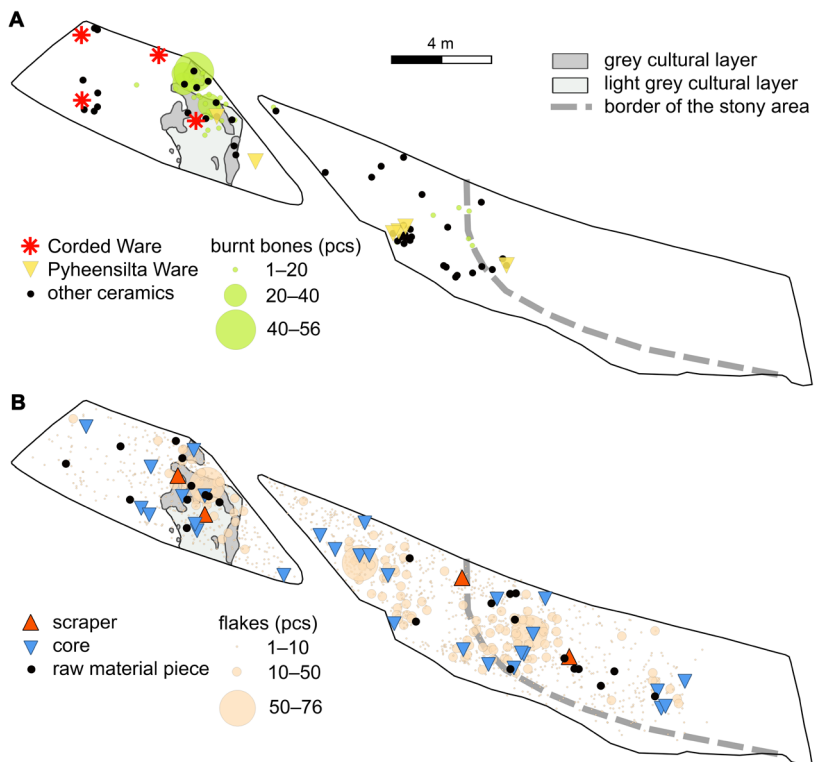 A
4 m
grey cultural layer
light grey cultural layer
border of the stony area
Corded Ware
Pyheensilta Ware
other ceramics
burnt bones (pcs)
1–20
20–40
40–56
B
scraper
core
raw material piece
flakes (pcs)
1–10
10–50
50–76